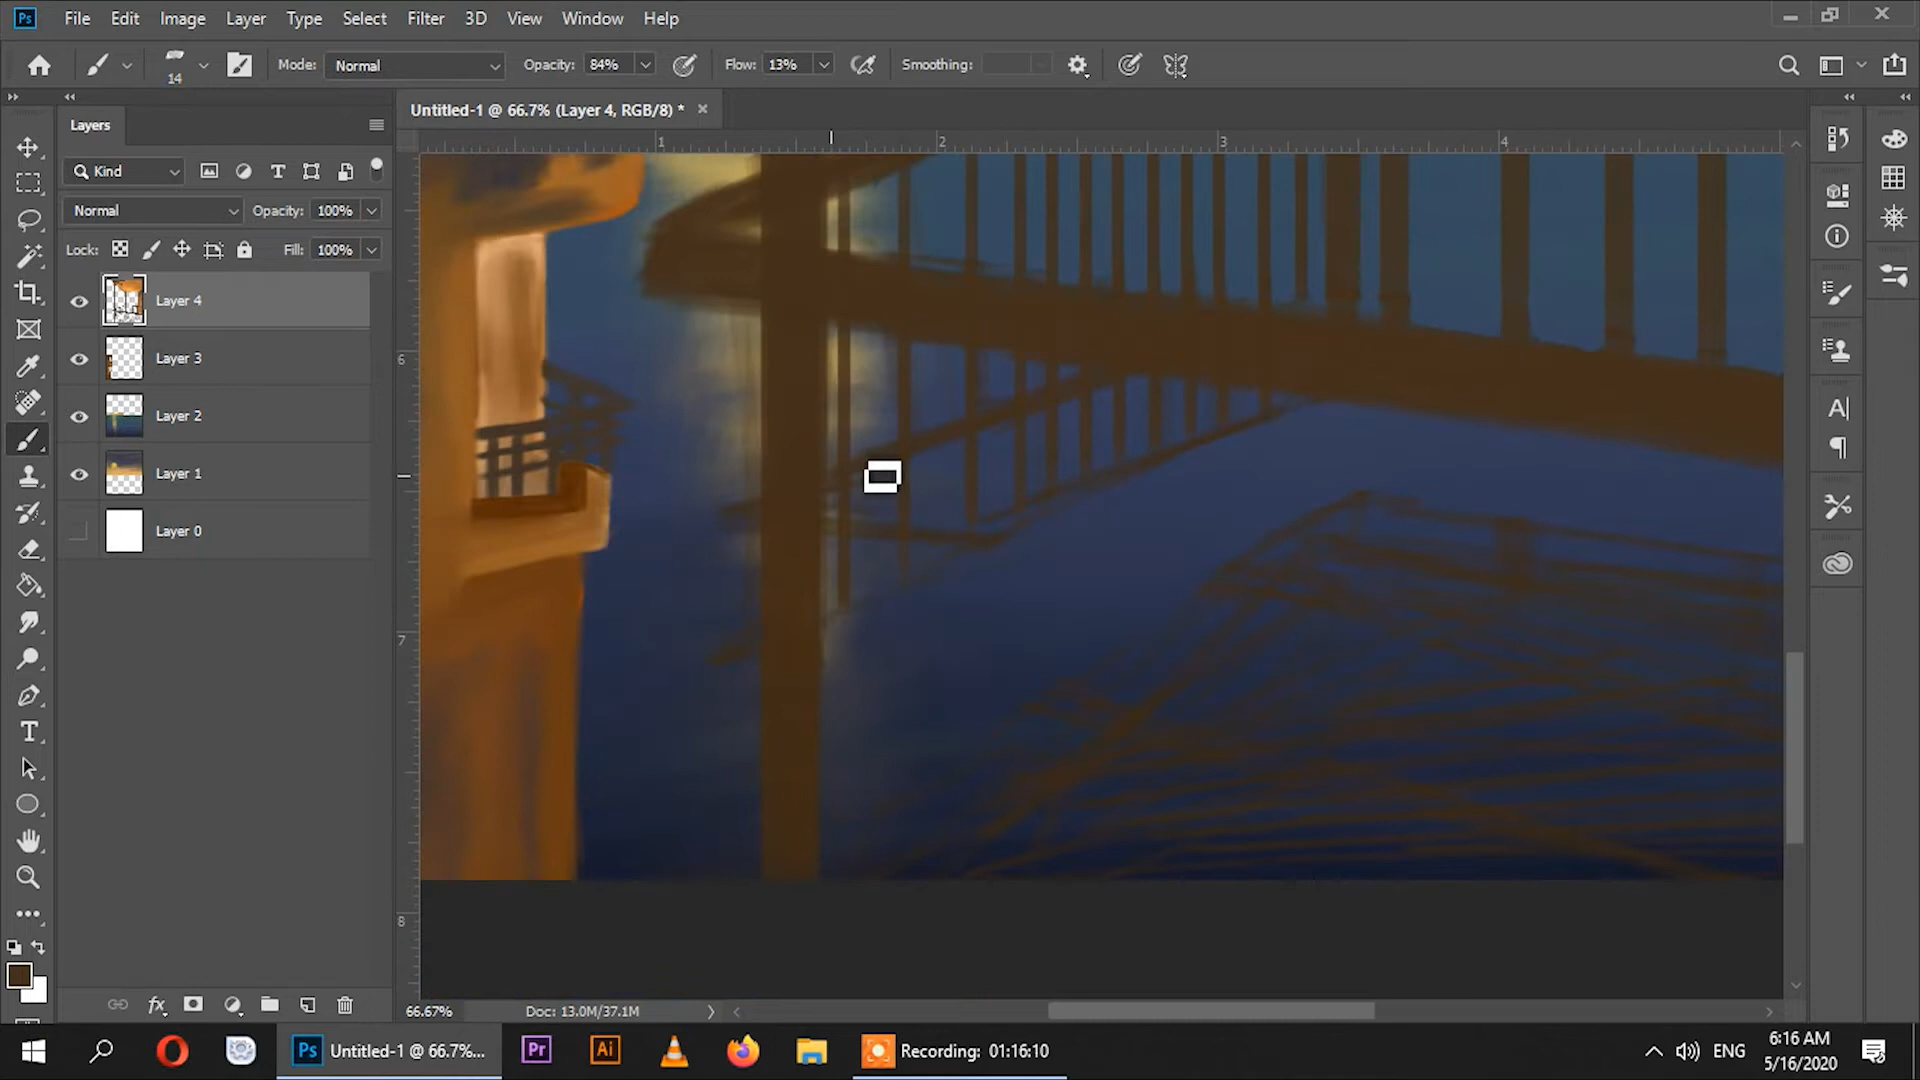 Ps File Edit Image Layer Type Select Filter 3D View Window Help
14 Mode: Normal Opacity: 84% Flow: 13% Smoothing:
Layers
Untitled-1 @ 66.7% (Layer 4, RGB/8) *
1 2 3 4
Kind
Normal Opacity: 100%
Lock: Fill: 100%
Layer 4
Layer 3
6
Layer 2
Layer 1
Layer 0
7
8
66.67% Doc: 13.0M/37.1M
Ps Untitled-1 @ 66.7%... Pr Ai Recording: 01:16:10 ENG 6:16 AM
5/16/2020